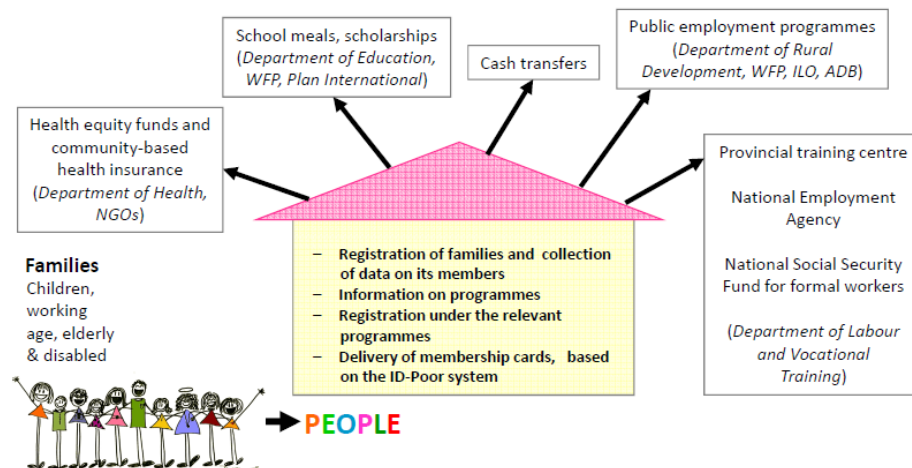 School meals, scholarships
(Department of Education,
WFP, Plan International)
Cash transfers
Public employment programmes
(Department of Rural
Development, WFP, ILO, ADB)
Health equity funds and
community-based
health insurance
(Department of Health,
NGOs)
Provincial training centre
National Employment
Agency
National Social Security
Fund for formal workers
(Department of Labour
and Vocational
Training)
Families
Children,
working
age, elderly
& disabled
– Registration of families and collection
of data on its members
– Information on programmes
– Registration under the relevant
programmes
– Delivery of membership cards, based
on the ID-Poor system
PEOPLE